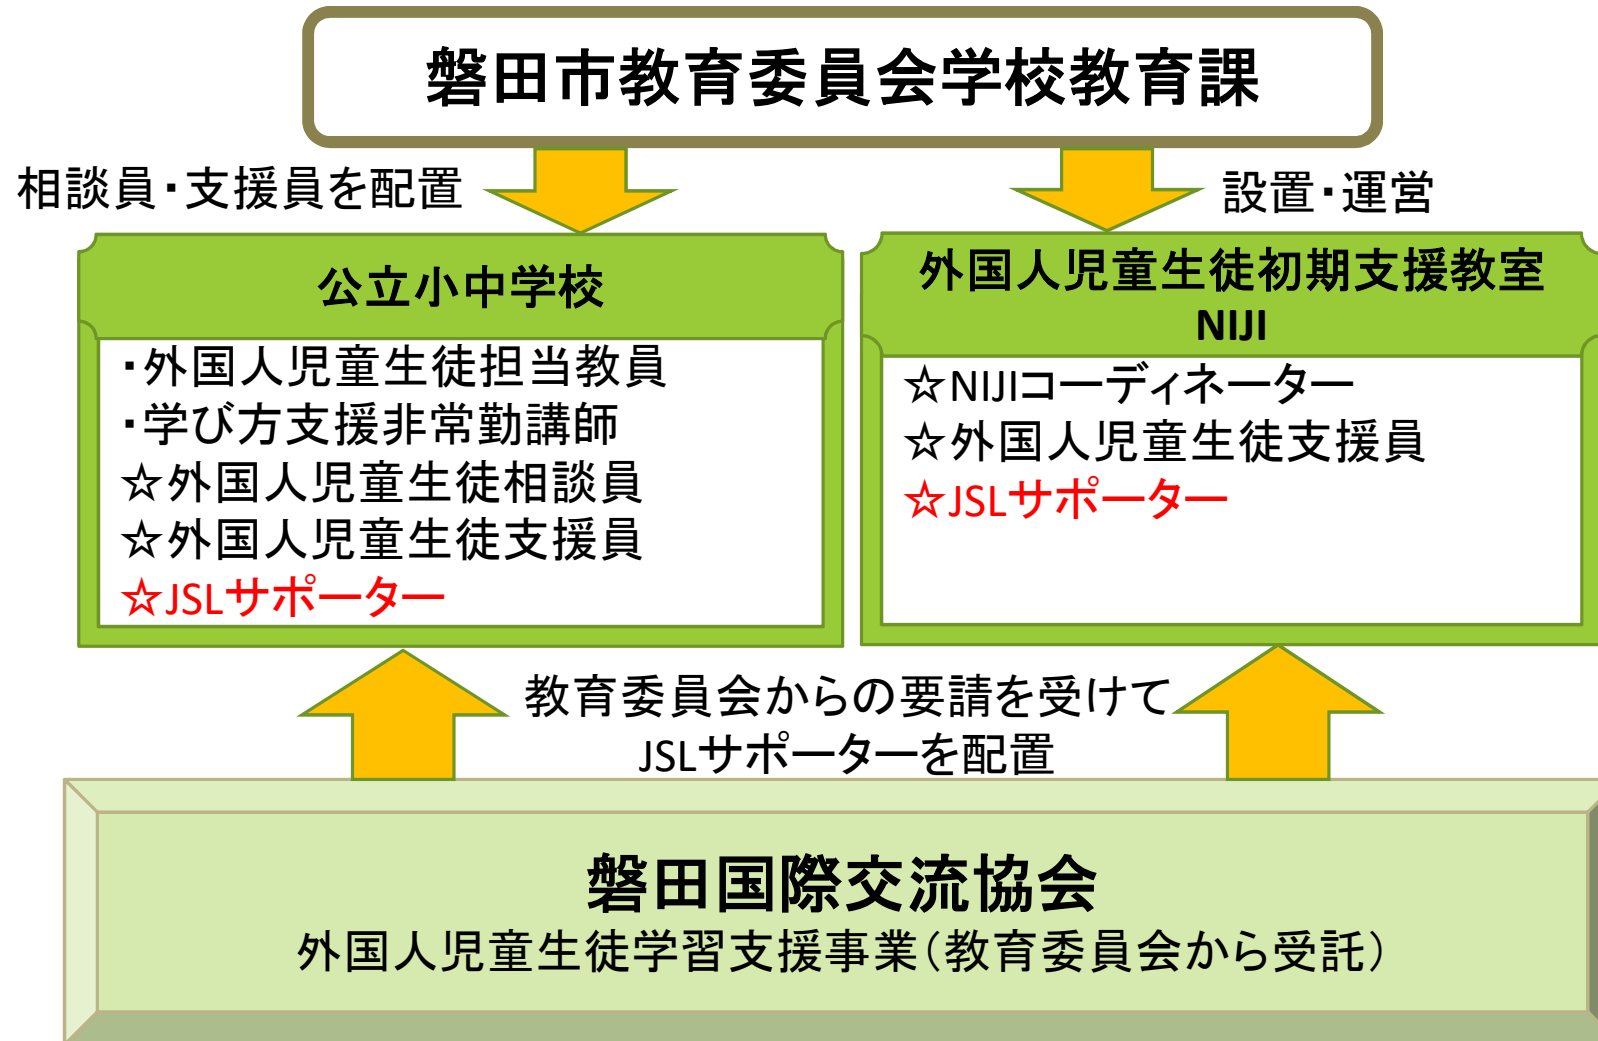 磐田市教育委員会学校教育課
相談員・支援員を配置
設置・運営
公立小中学校
・外国人児童生徒担当教員
・学び方支援非常勤講師
☆外国人児童生徒相談員
☆外国人児童生徒支援員
☆JSLサポーター
外国人児童生徒初期支援教室
NIJI
☆NIJIコーディネーター
☆外国人児童生徒支援員
☆JSLサポーター
教育委員会からの要請を受けて
JSLサポーターを配置
磐田国際交流協会
外国人児童生徒学習支援事業（教育委員会から受託）